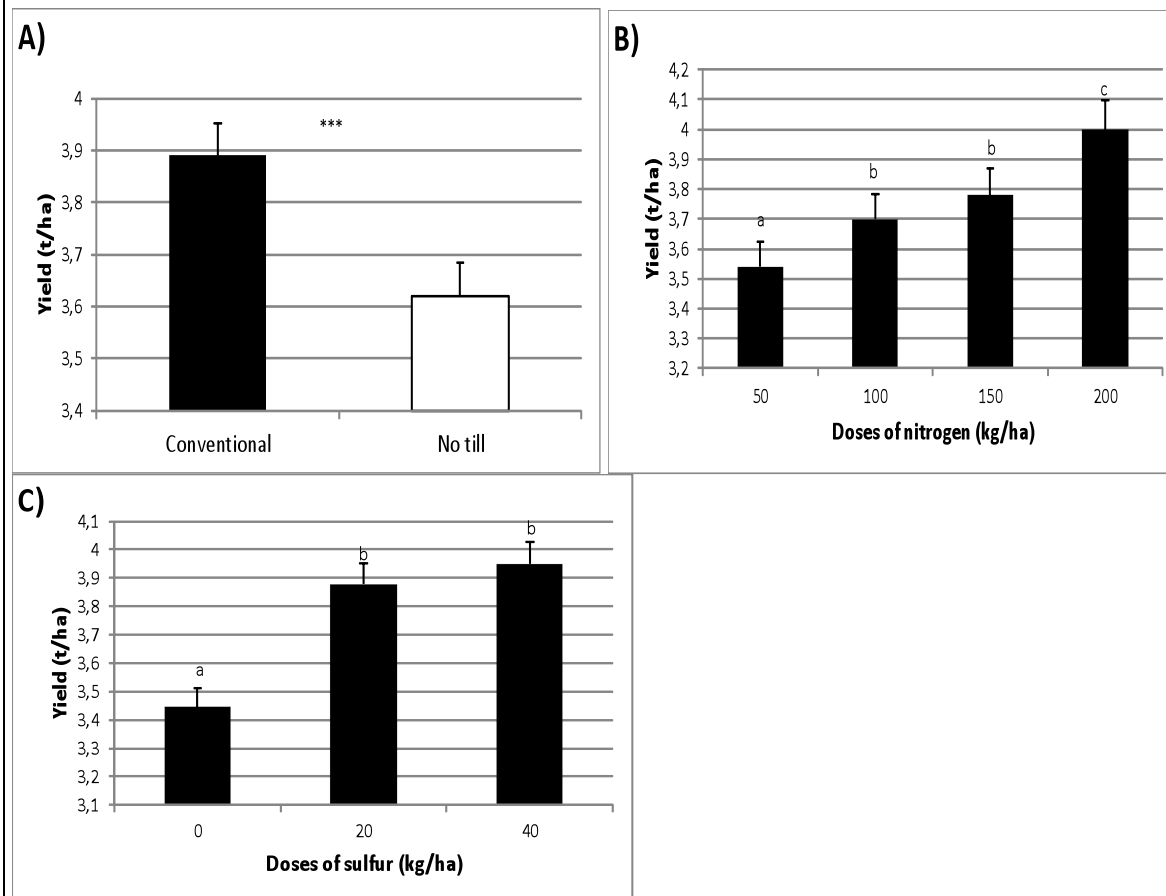 A)
4
***
3,9
3,8
3,7
3,6
3,5
3,4
Yield (t/ha)
Conventional No till
B)
4,2
4,1
4
3,9
3,8
3,7
3,6
3,5
3,4
3,3
3,2
Yield (t/ha)
a b b c
50 100 150 200
Doses of nitrogen (kg/ha)
C)
4,1
4
3,9
3,8
3,7
3,6
3,5
3,4
3,3
3,2
3,1
Yield (t/ha)
a b b
0 20 40
Doses of sulfur (kg/ha)